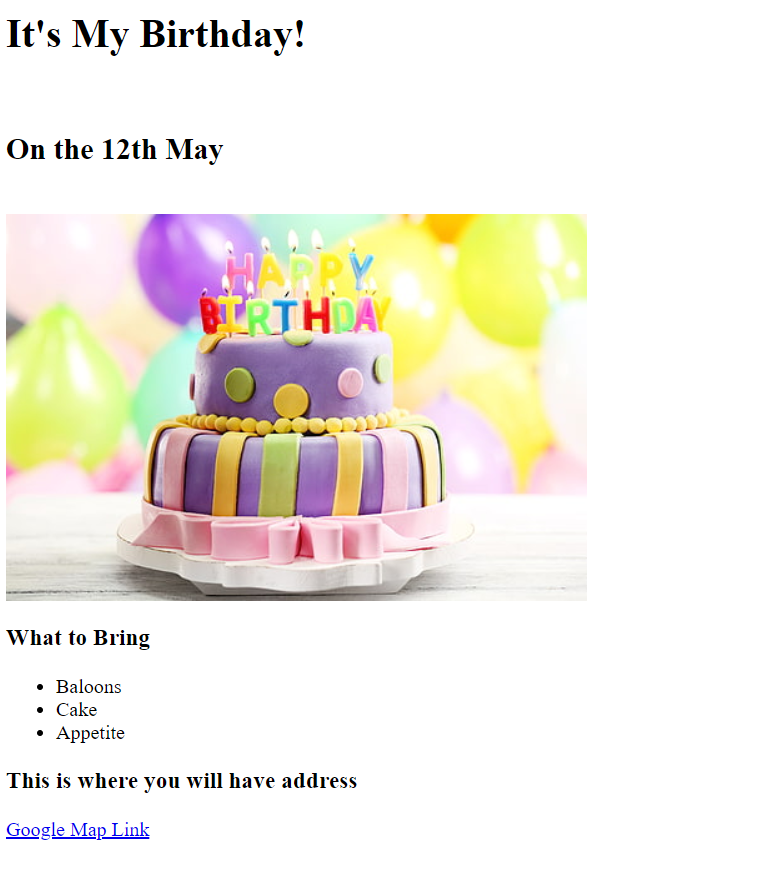 It's My Birthday!
On the 12th May
HAPPY
BIRTHDAY
What to Bring
Baloons
Cake
Appetite
This is where you will have address
Google Map Link